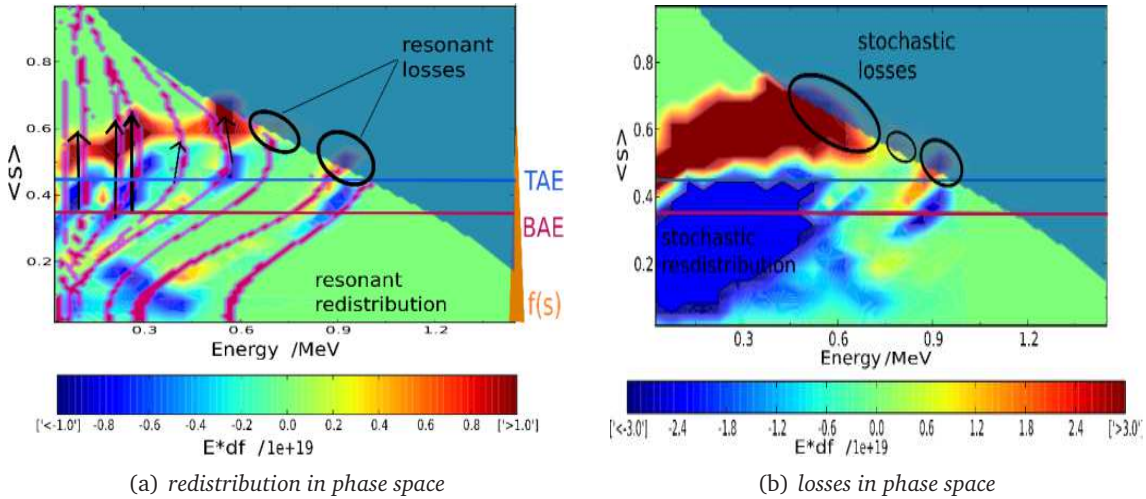 resonant
losses
TAE
BAE
f(s)
resonant
redistribution
<s>
0.8
0.6
0.4
0.2
0.3
0.6
0.9
1.2
Energy /MeV
['<-1.0'] -0.8 -0.6 -0.4 -0.2 0.0 0.2 0.4 0.6 0.8 ['>1.0']
E*df /1e+19
(a) redistribution in phase space
stochastic
losses
stochastic
resdistribution
<s>
0.8
0.6
0.4
0.2
0.3
0.6
0.9
1.2
Energy /MeV
['<-3.0'] -2.4 -1.8 -1.2 -0.6 0.0 0.6 1.2 1.8 2.4 ['>3.0']
E*df /1e+19
(b) losses in phase space